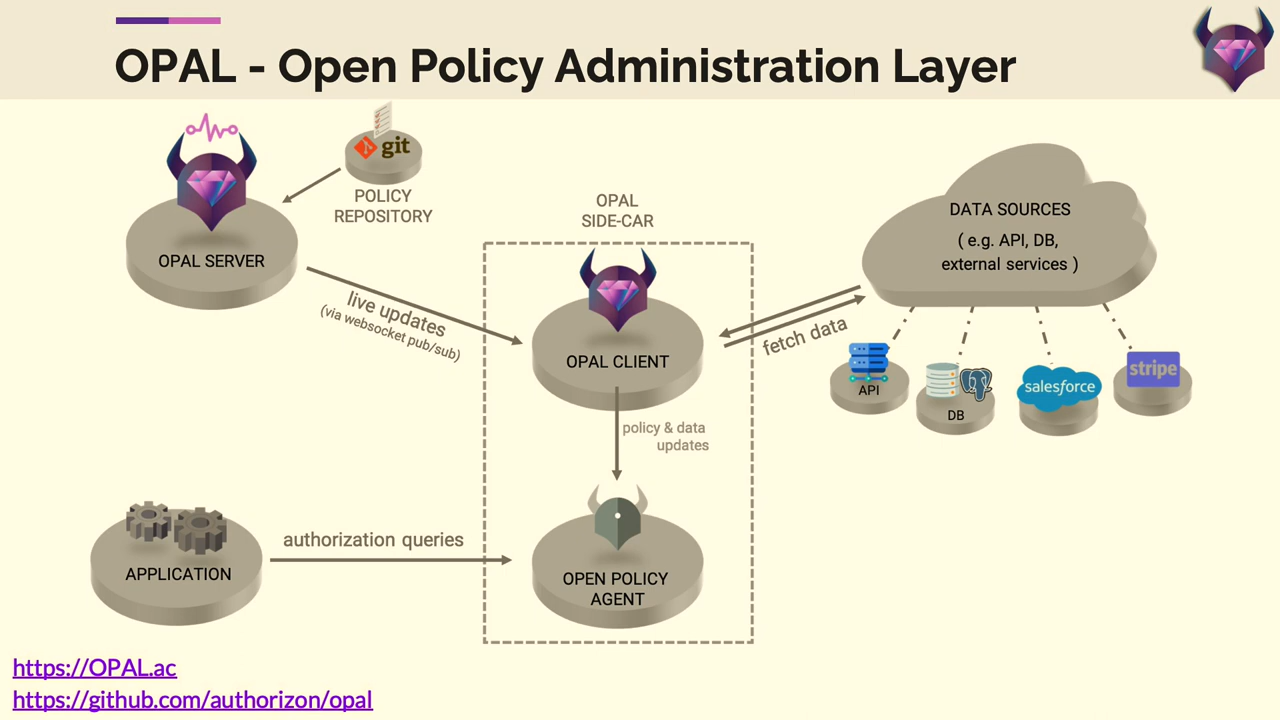 OPAL - Open Policy Administration Layer
git
POLICY
REPOSITORY
OPAL SERVER
live updates
(via websocket pub/sub)
OPAL
SIDE-CAR
OPAL CLIENT
policy & data
updates
OPEN POLICY
AGENT
APPLICATION
authorization queries
fetch data
DATA SOURCES
( e.g. API, DB,
external services )
API
DB
salesforce
stripe
https://OPAL.ac
https://github.com/authorizon/opal